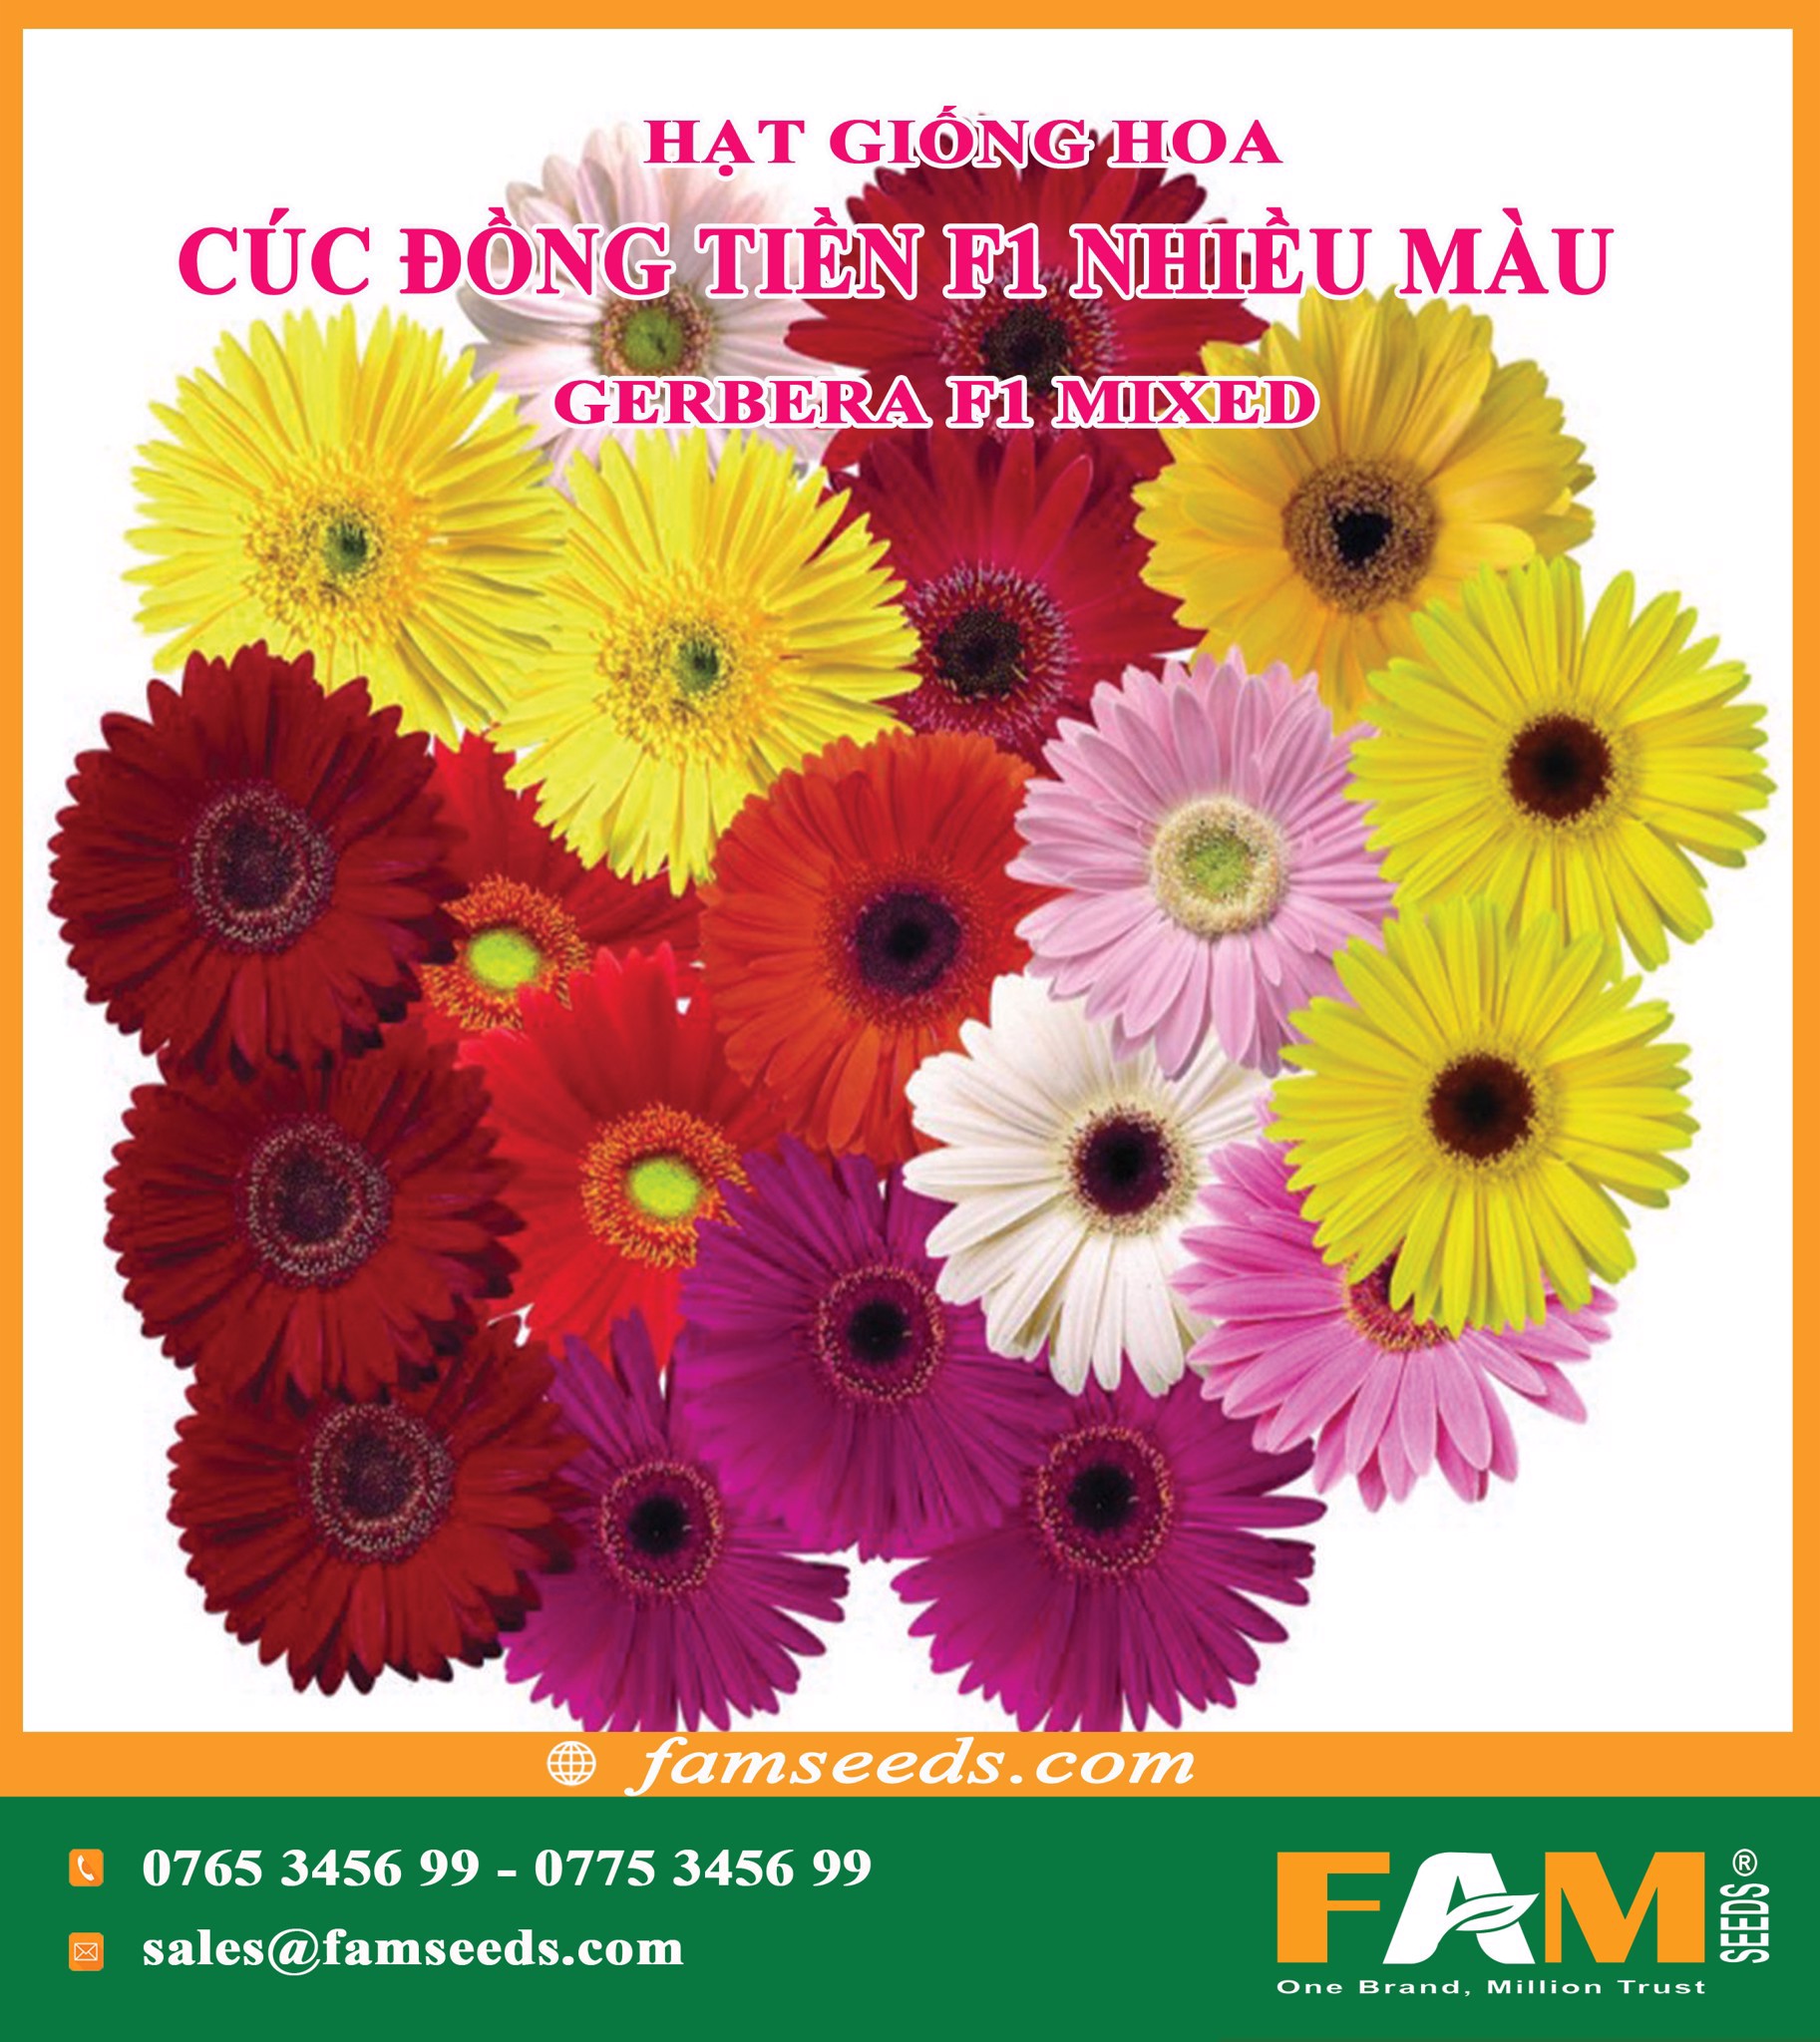 HẠT GIỐNG HOA
CÚC ĐỒNG TIỀN F1 NHIỀU MÀU
GERBERA F1 MIXED
famseeds.com
0765 3456 99 - 0775 3456 99
sales@famseeds.com
FAM SEEDS®
One Brand, Million Trust